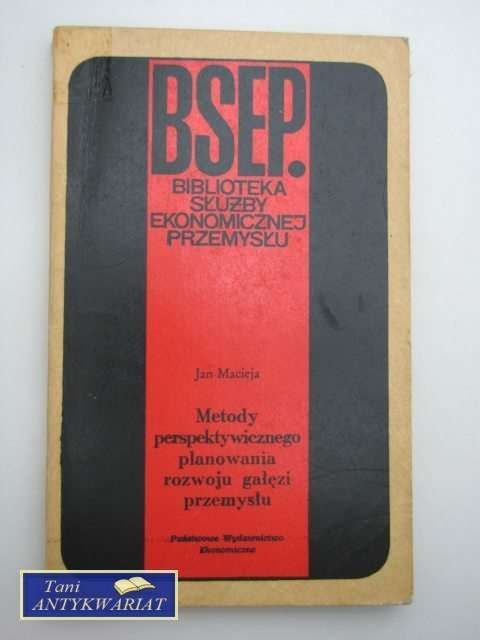 BSEP.
BIBLIOTEKA
SŁUŻBY
EKONOMICZNEJ
PRZEMYSŁU
Jan Macieja
Metody
perspektywicznego
planowania
rozwoju gałęzi
przemysłu
Państwowe Wydawnictwo
Ekonomiczne
Tani
ANTYKWARIAT